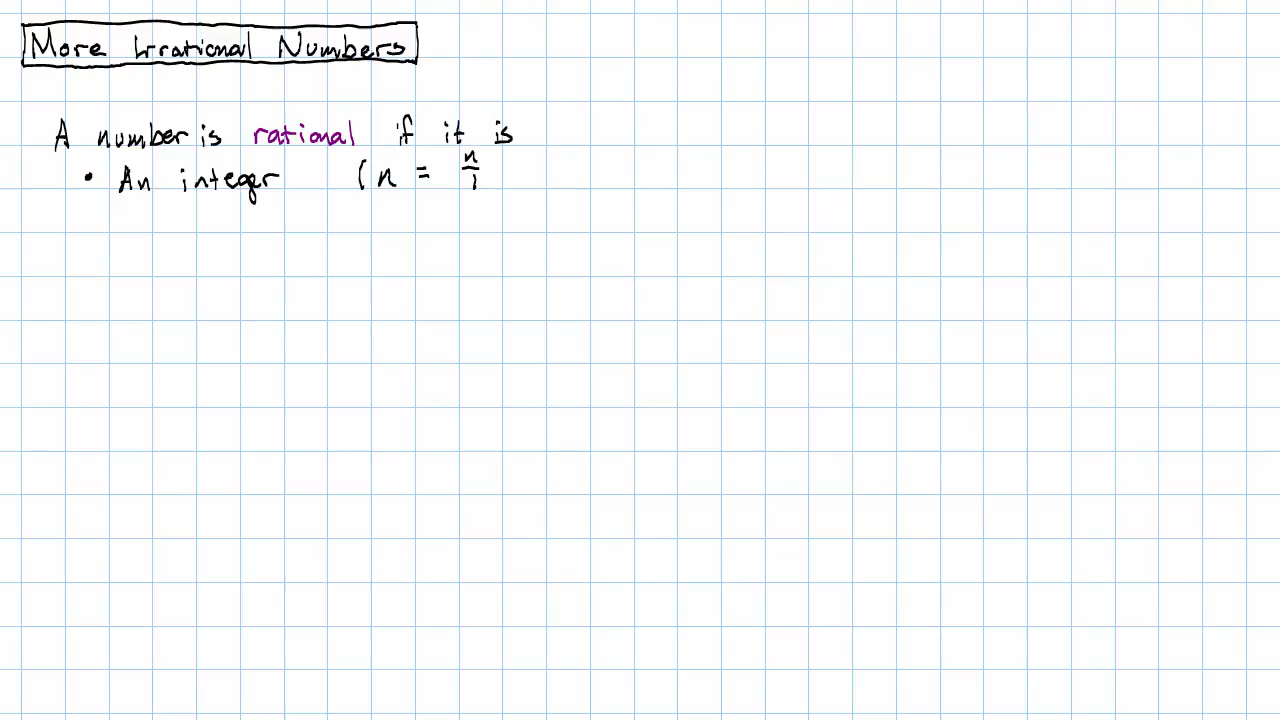 More Irrational Numbers
A number is rational if it is
• An integer (n = n/1